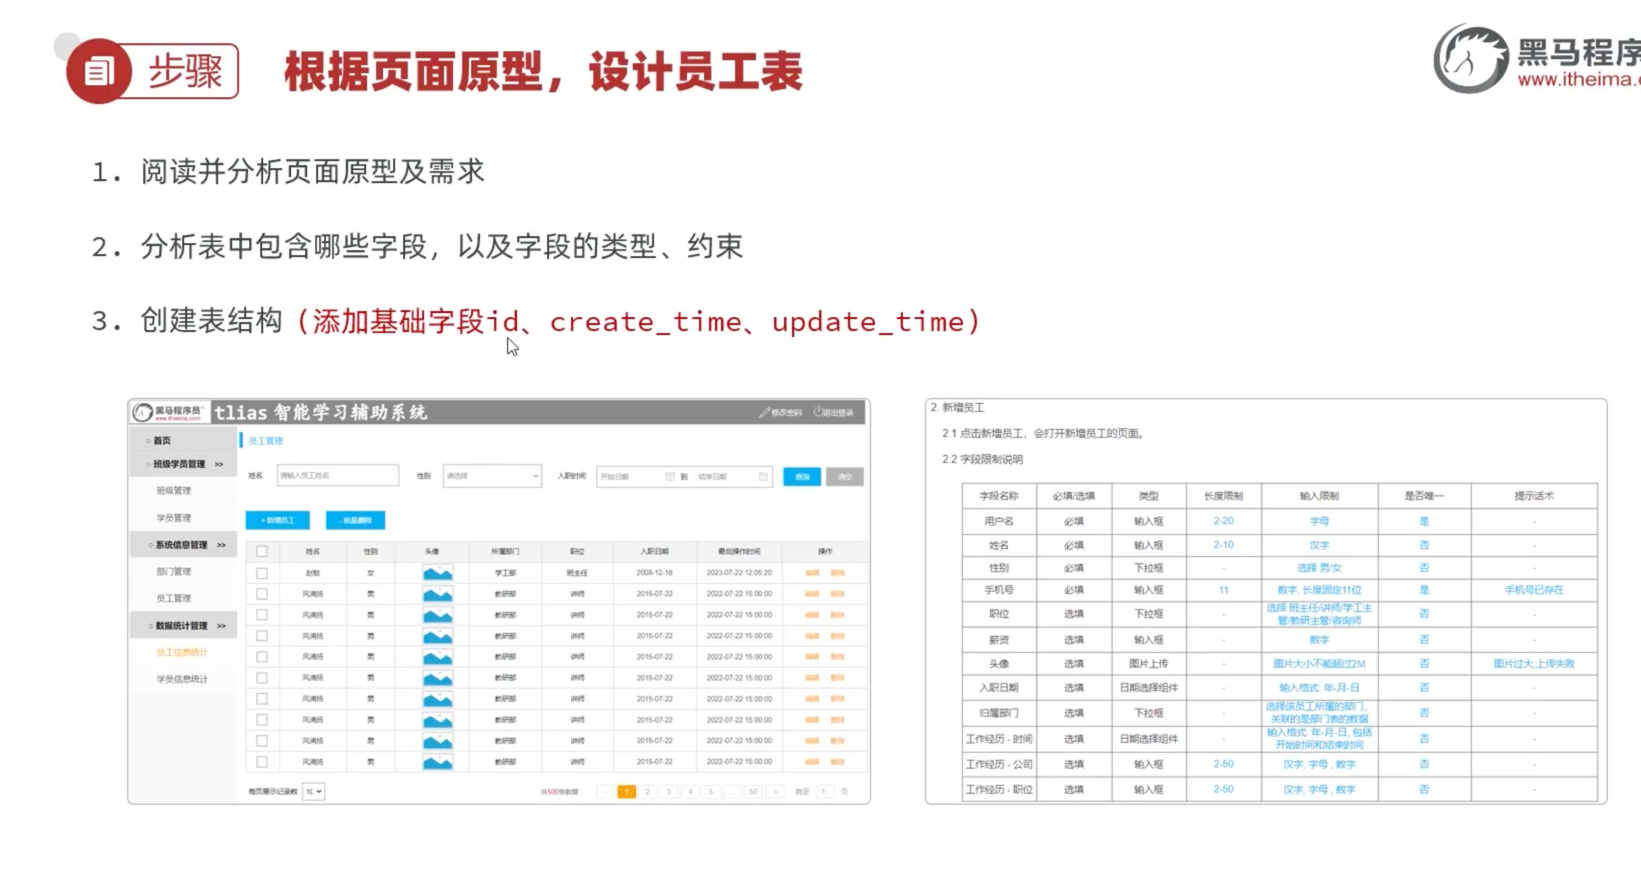 步骤
根据页面原型，设计员工表
黑马程序
www.itheima.
1. 阅读并分析页面原型及需求
2. 分析表中包含哪些字段，以及字段的类型、约束
3. 创建表结构（添加基础字段id、create_time、update_time）
黑马程序员
www.itheima.com
tlias 智能学习辅助系统
修改密码 退出登录
首页
班级学员管理 >>
班级管理
学员管理
系统信息管理 >>
部门管理
员工管理
数据统计管理 >>
员工信息统计
学员信息统计
员工管理
姓名 请输入员工姓名 性别 请选择 入职时间 开始日期 到 结束日期 查询 清空
+ 新增员工 - 批量删除
姓名 性别 头像 所属部门 职位 入职日期 最后操作时间 操作
赵敏 女 学工部 班主任 2008-12-18 2023-07-22 12:05:20 编辑 删除
风清扬 男 教研部 讲师 2015-07-22 2022-07-22 15:00:00 编辑 删除
风清扬 男 教研部 讲师 2015-07-22 2022-07-22 15:00:00 编辑 删除
风清扬 男 教研部 讲师 2015-07-22 2022-07-22 15:00:00 编辑 删除
风清扬 男 教研部 讲师 2015-07-22 2022-07-22 15:00:00 编辑 删除
风清扬 男 教研部 讲师 2015-07-22 2022-07-22 15:00:00 编辑 删除
风清扬 男 教研部 讲师 2015-07-22 2022-07-22 15:00:00 编辑 删除
风清扬 男 教研部 讲师 2015-07-22 2022-07-22 15:00:00 编辑 删除
风清扬 男 教研部 讲师 2015-07-22 2022-07-22 15:00:00 编辑 删除
风清扬 男 教研部 讲师 2015-07-22 2022-07-22 15:00:00 编辑 删除
每页展示记录数 10 共500条数据 < 1 2 3 4 5 ... 50 > 跳至 1 页
2. 新增员工
2.1 点击新增员工，会打开新增员工的页面。
2.2 字段限制说明
字段名称 必填/选填 类型 长度限制 输入限制 是否唯一 提示话术
用户名 必填 输入框 2-20 字母 是 -
姓名 必填 输入框 2-10 汉字 否 -
性别 必填 下拉框 - 选择 男/女 否 -
手机号 必填 输入框 11 数字, 长度固定11位 是 手机号已存在
职位 选填 下拉框 - 选择 班主任/讲师/学工主
管/教研主管/咨询师 否 -
薪资 选填 输入框 - 数字 否 -
头像 选填 图片上传 - 图片大小不能超过2M 否 图片过大,上传失败
入职日期 选填 日期选择组件 - 输入格式 年-月-日 否 -
归属部门 选填 下拉框 - 选择该员工所属的部门,
关联的是部门表的数据 否 -
工作经历 - 时间 选填 日期选择组件 - 输入格式 年-月-日, 包括
开始时间和结束时间 否 -
工作经历 - 公司 选填 输入框 2-50 汉字, 字母 , 数字 否 -
工作经历 - 职位 选填 输入框 2-50 汉字, 字母 , 数字 否 -